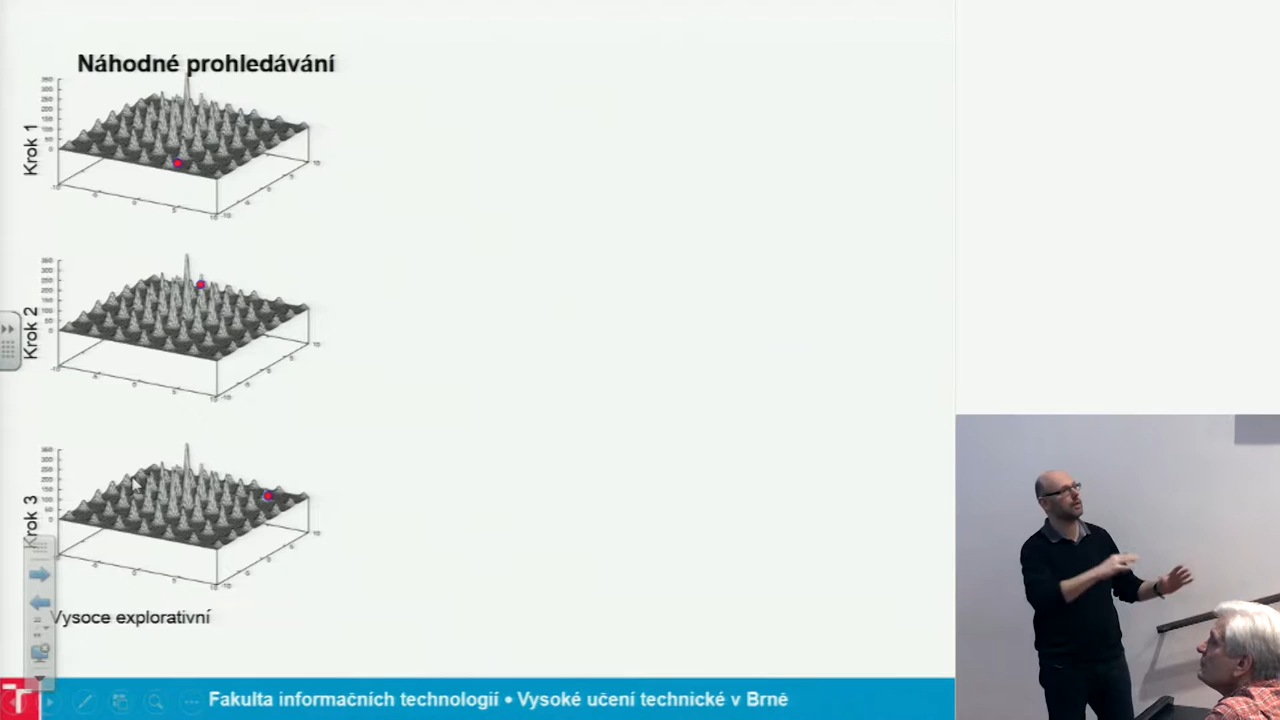 Náhodné prohledávání
Krok 1
Krok 2
Krok 3
Vysoce explorativní
Fakulta informačních technologií • Vysoké učení technické v Brně